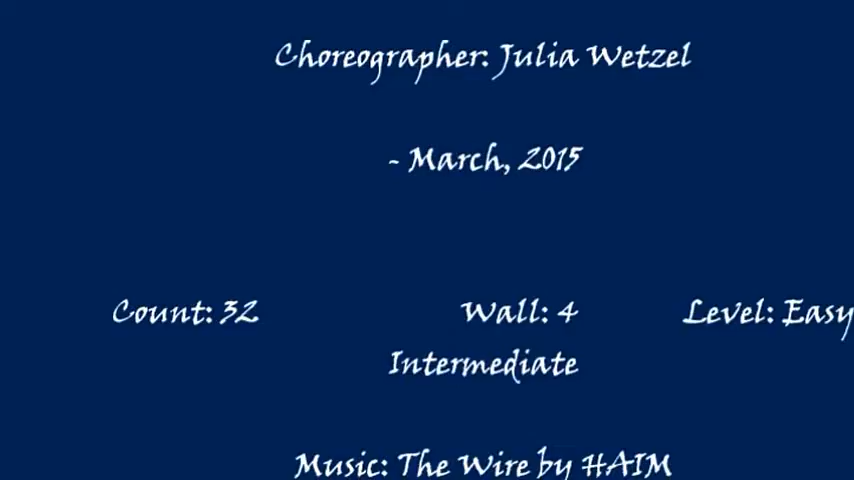 Choreographer: Julia Wetzel
- March, 2015
Count: 32 Wall: 4 Level: Easy
Intermediate
Music: The Wire by HAIM